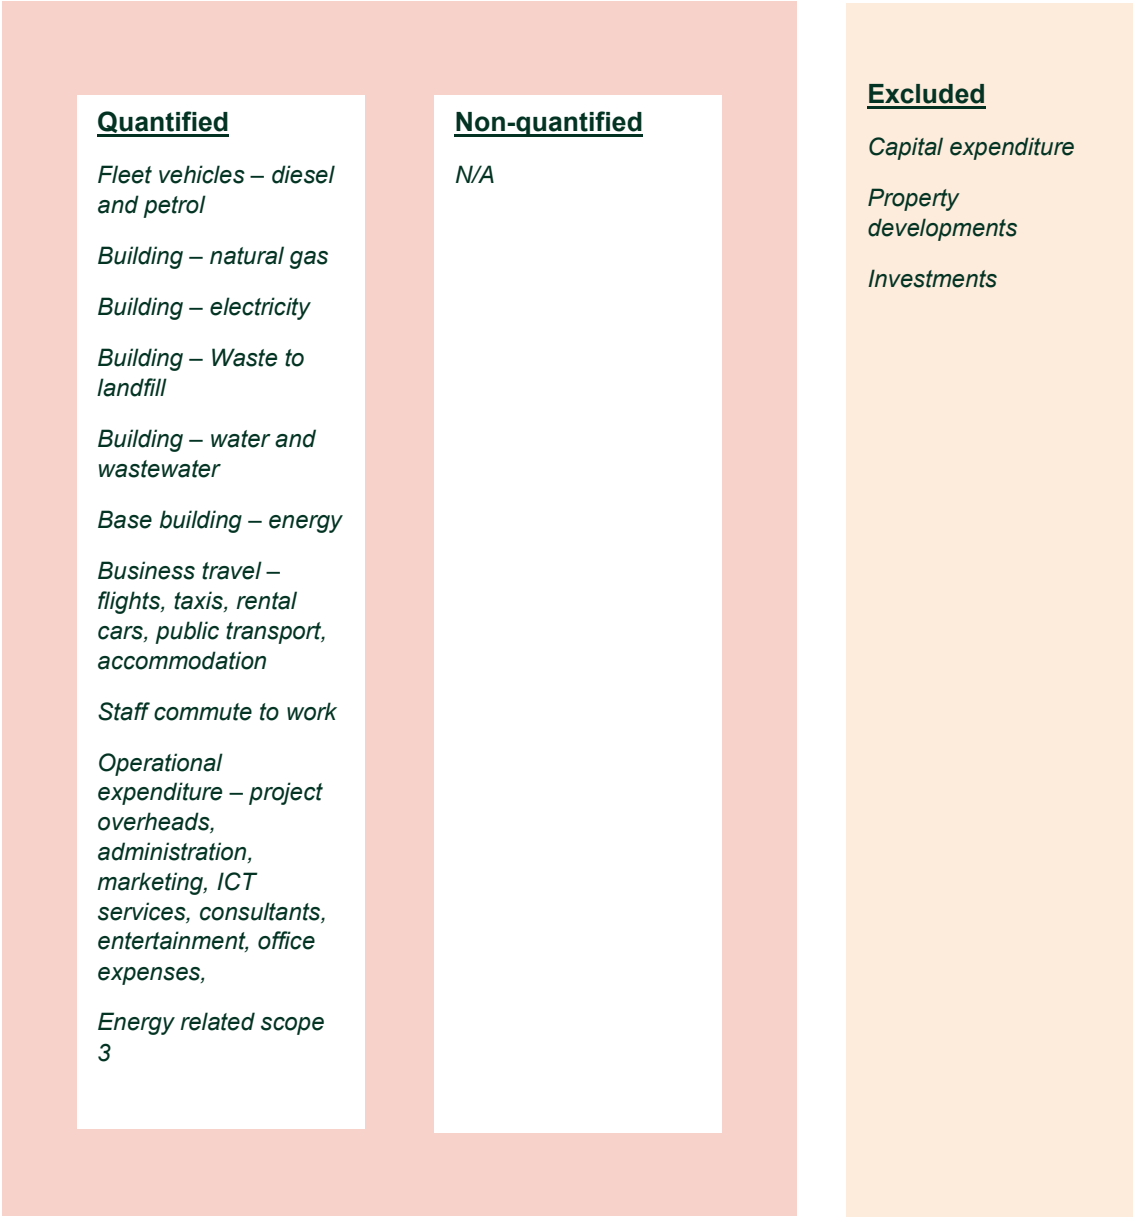 Quantified
Fleet vehicles – diesel
and petrol
Building – natural gas
Building – electricity
Building – Waste to
landfill
Building – water and
wastewater
Base building – energy
Business travel –
flights, taxis, rental
cars, public transport,
accommodation
Staff commute to work
Operational
expenditure – project
overheads,
administration,
marketing, ICT
services, consultants,
entertainment, office
expenses,
Energy related scope
3
Non-quantified
N/A
Excluded
Capital expenditure
Property
developments
Investments